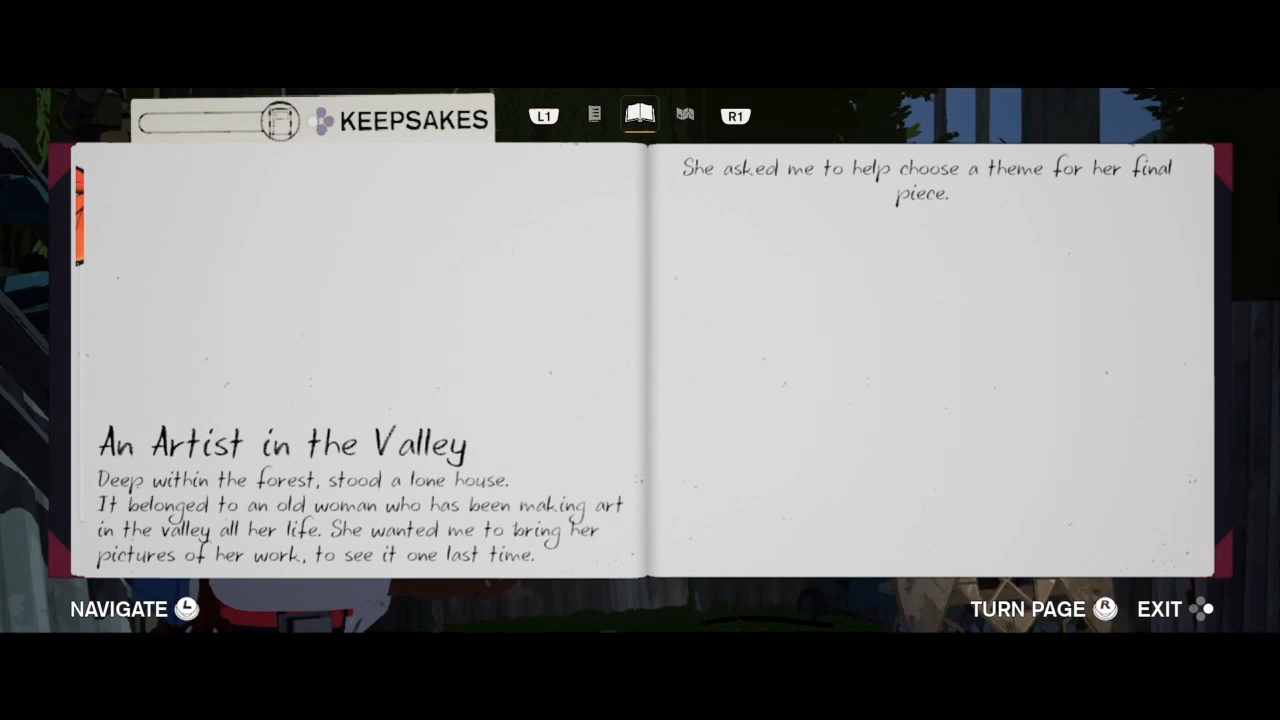 KEEPSAKES
L1
R1
An Artist in the Valley
Deep within the forest, stood a lone house.
It belonged to an old woman who has been making art
in the valley all her life. She wanted me to bring her
pictures of her work, to see it one last time.
She asked me to help choose a theme for her final
piece.
NAVIGATE L
TURN PAGE R
EXIT